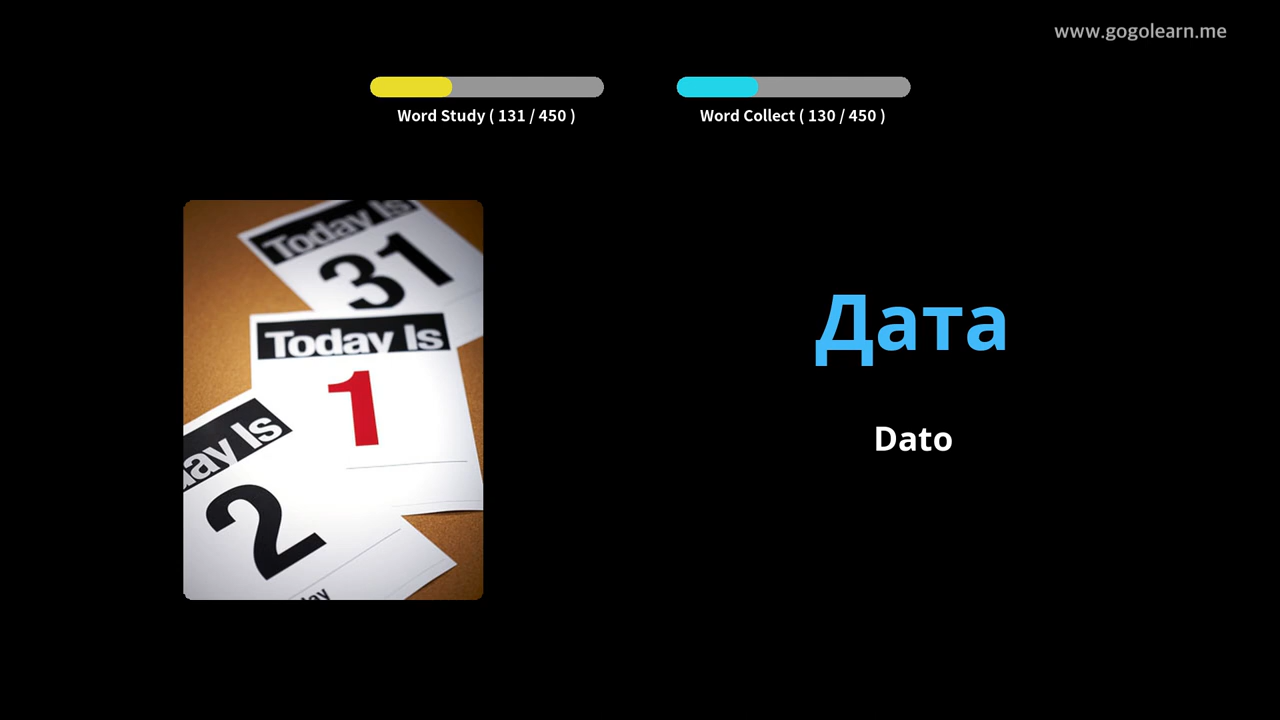 www.gogolearn.me
Word Study ( 131 / 450 )
Word Collect ( 130 / 450 )
Today Is
31
Today Is
1
ay Is
2
ay
Дата
Dato